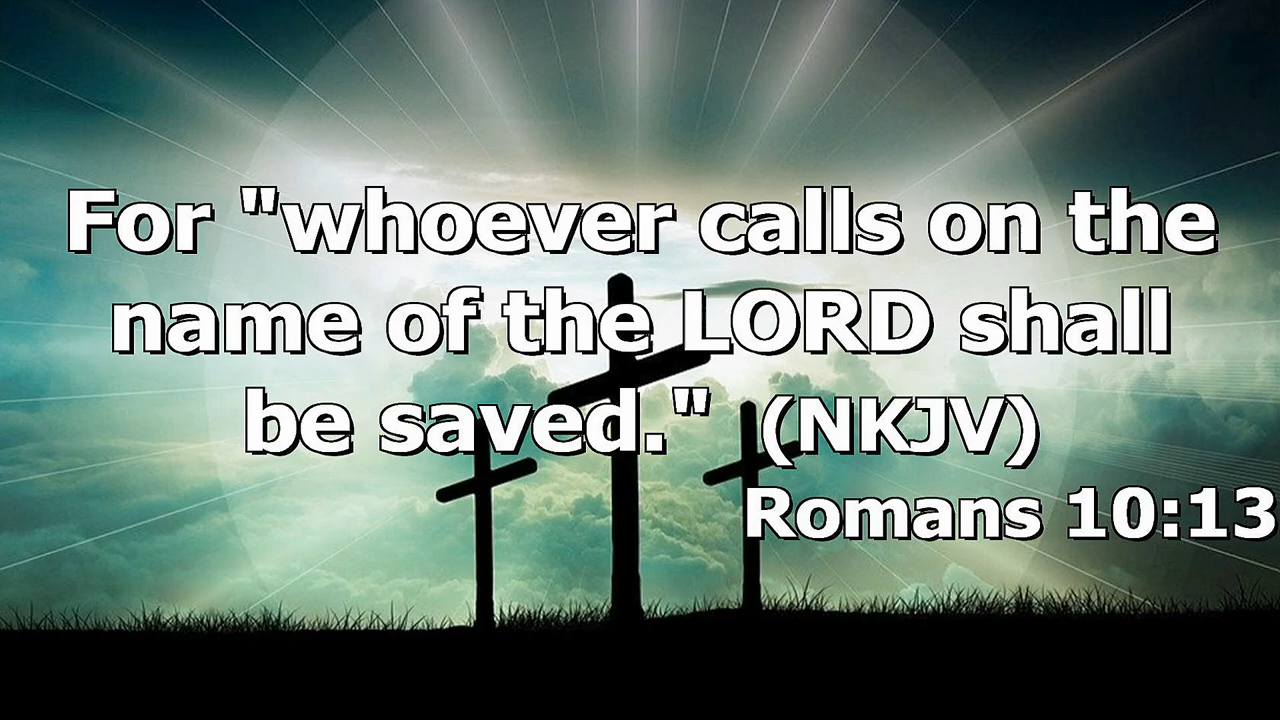 For "whoever calls on the
name of the LORD shall
be saved." (NKJV)
Romans 10:13